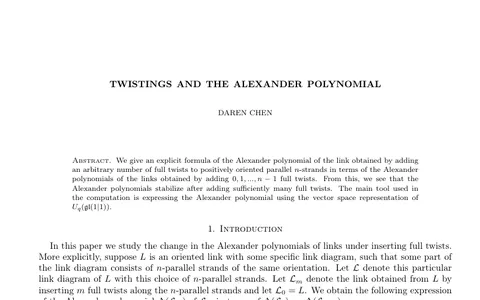 TWISTINGS AND THE ALEXANDER POLYNOMIAL
DAREN CHEN
Abstract. We give an explicit formula of the Alexander polynomial of the link obtained by adding
an arbitrary number of full twists to positively oriented parallel n-strands in terms of the Alexander
polynomials of the links obtained by adding 0, 1, ..., n − 1 full twists. From this, we see that the
Alexander polynomials stabilize after adding sufficiently many full twists. The main tool used in
the computation is expressing the Alexander polynomial using the vector space representation of
U_q(𝔤𝔩(1|1)).
1. Introduction
In this paper we study the change in the Alexander polynomials of links under inserting full twists.
More explicitly, suppose L is an oriented link with some specific link diagram, such that some part of
the link diagram consists of n-parallel strands of the same orientation. Let ℒ denote this particular
link diagram of L with this choice of n-parallel strands. Let ℒ_m denote the link obtained from L by
inserting m full twists along the n-parallel strands and let ℒ_0 = L. We obtain the following expression